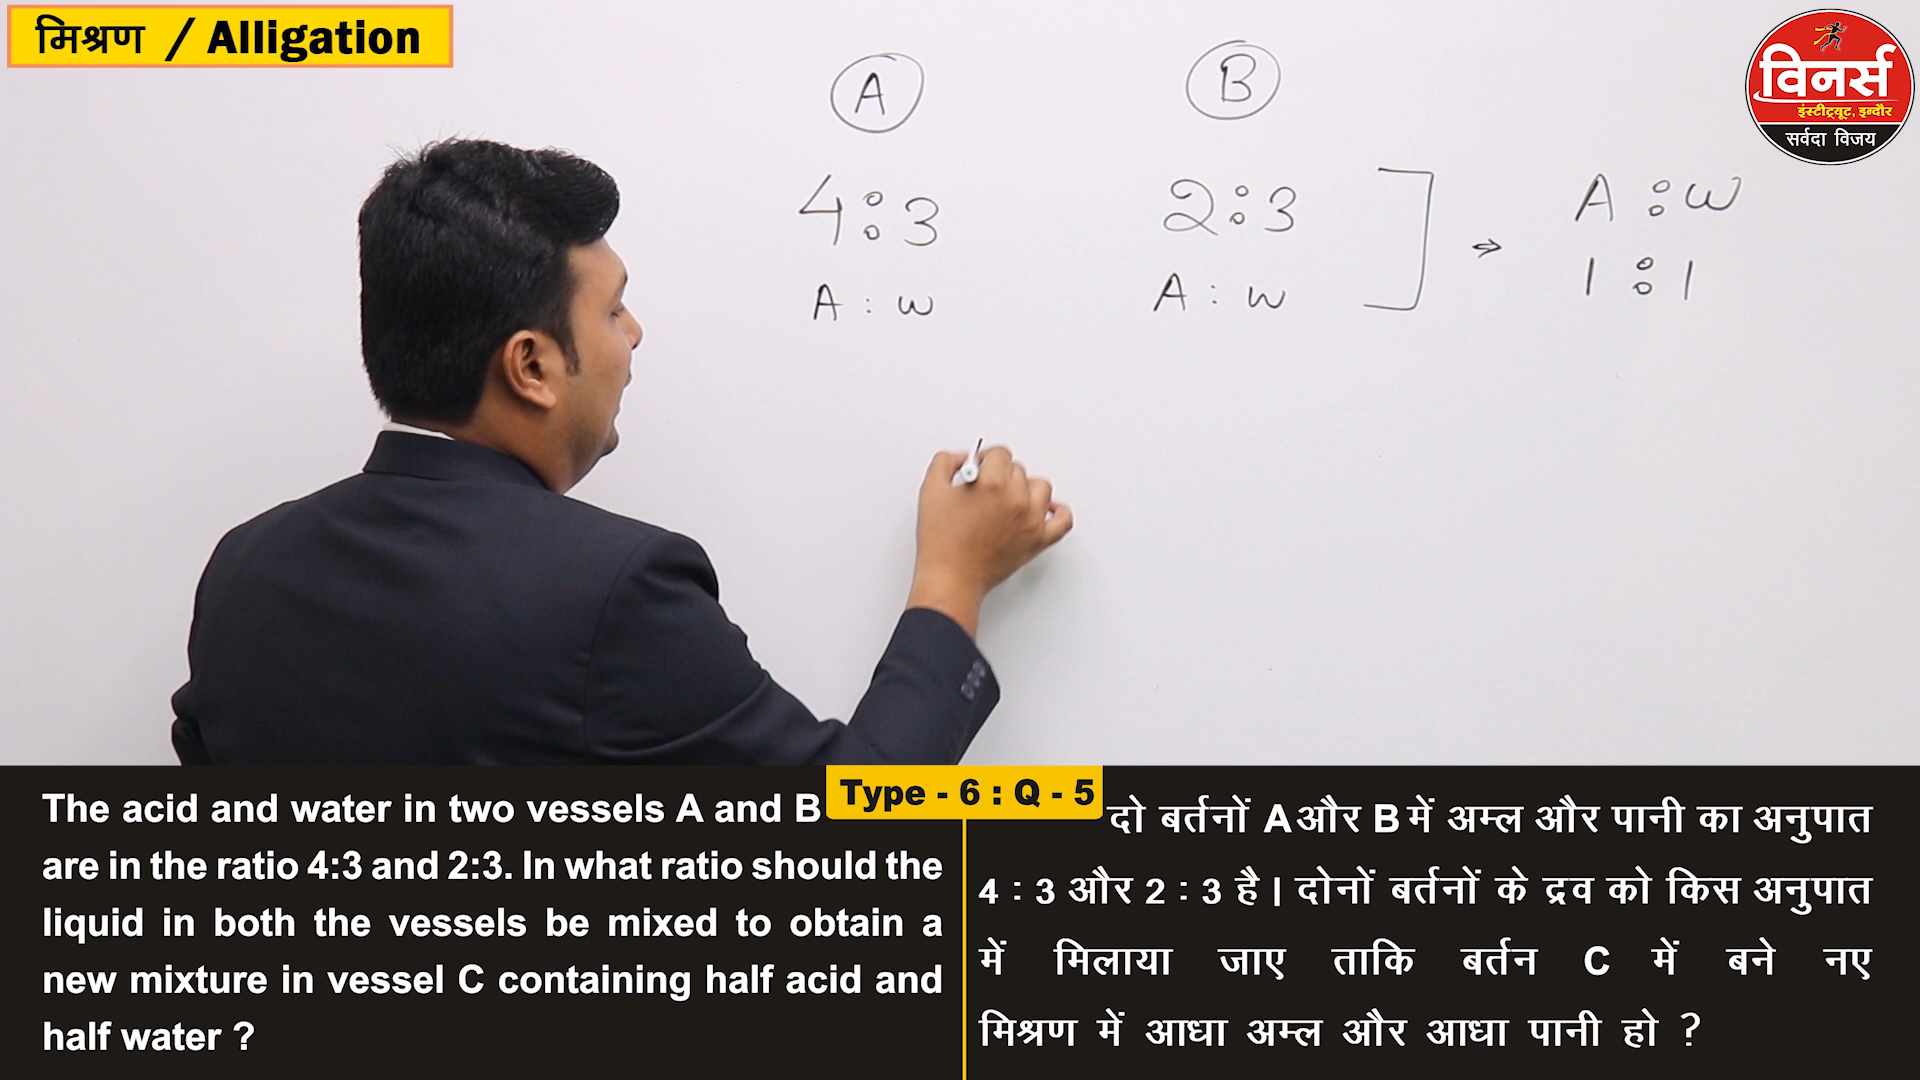 मिश्रण / Alligation
विनर्स
इंस्टीट्यूट, इन्दौर
सर्वदा विजय
A
B
4:3
2:3
A : W
A : W
A : W
1 : 1
Type - 6 : Q - 5
The acid and water in two vessels A and B
are in the ratio 4:3 and 2:3. In what ratio should the
liquid in both the vessels be mixed to obtain a
new mixture in vessel C containing half acid and
half water ?
दो बर्तनों A और B में अम्ल और पानी का अनुपात
4 : 3 और 2 : 3 है। दोनों बर्तनों के द्रव को किस अनुपात
में मिलाया जाए ताकि बर्तन C में बने नए
मिश्रण में आधा अम्ल और आधा पानी हो ?